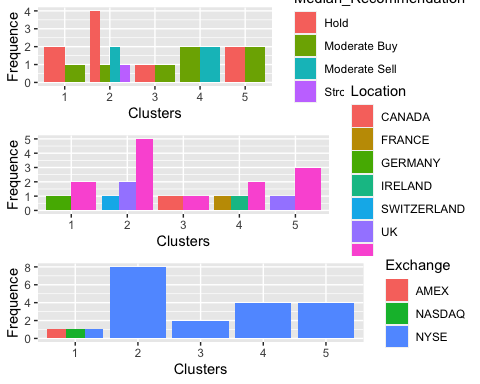 Median_Recommendation
Frequence
4
3
2
1
0
1 2 3 4 5
Clusters
Hold
Moderate Buy
Moderate Sell
Location
Frequence
5
4
3
2
1
0
1 2 3 4 5
Clusters
CANADA
FRANCE
GERMANY
IRELAND
SWITZERLAND
UK
Exchange
Frequence
8
6
4
2
0
1 2 3 4 5
Clusters
AMEX
NASDAQ
NYSE